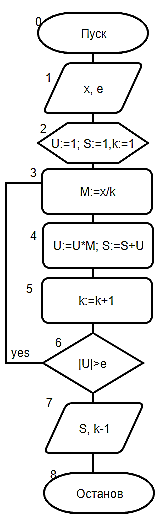 0
Пуск
1
x, e
2
U:=1; S:=1,k:=1
3
M:=x/k
4
U:=U*M; S:=S+U
5
k:=k+1
6
yes
|U|>e
7
S, k-1
8
Останов